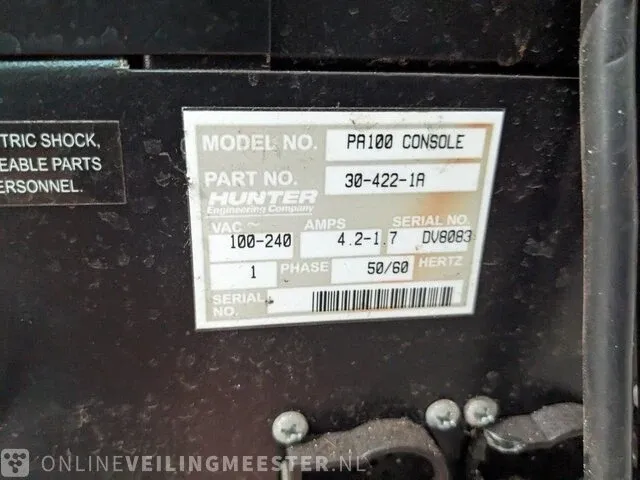 TRIC SHOCK,
EABLE PARTS
ERSONNEL.
MODEL NO. PA100 CONSOLE
PART NO. 30-422-1A
HUNTER
Engineering Company
VAC ~ AMPS SERIAL NO.
100-240 4.2-1.7 DV8083
1 PHASE 50/60 HERTZ
SERIAL
NO.
ONLINEVEILINGMEESTER.NL